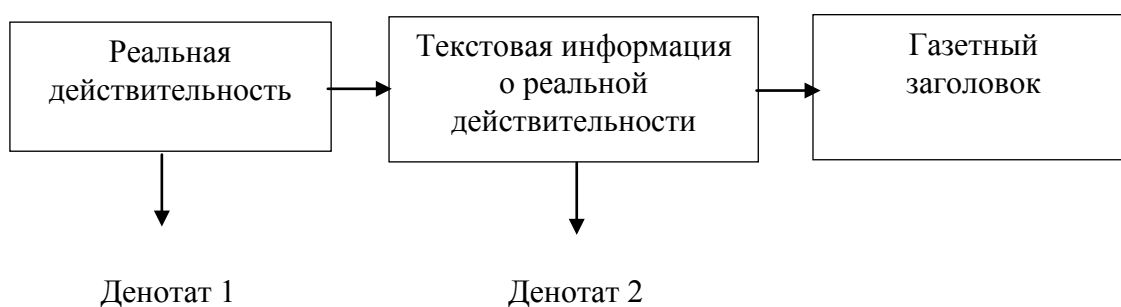 Реальная
действительность
Текстовая информация
о реальной
действительности
Газетный
заголовок
Денотат 1
Денотат 2